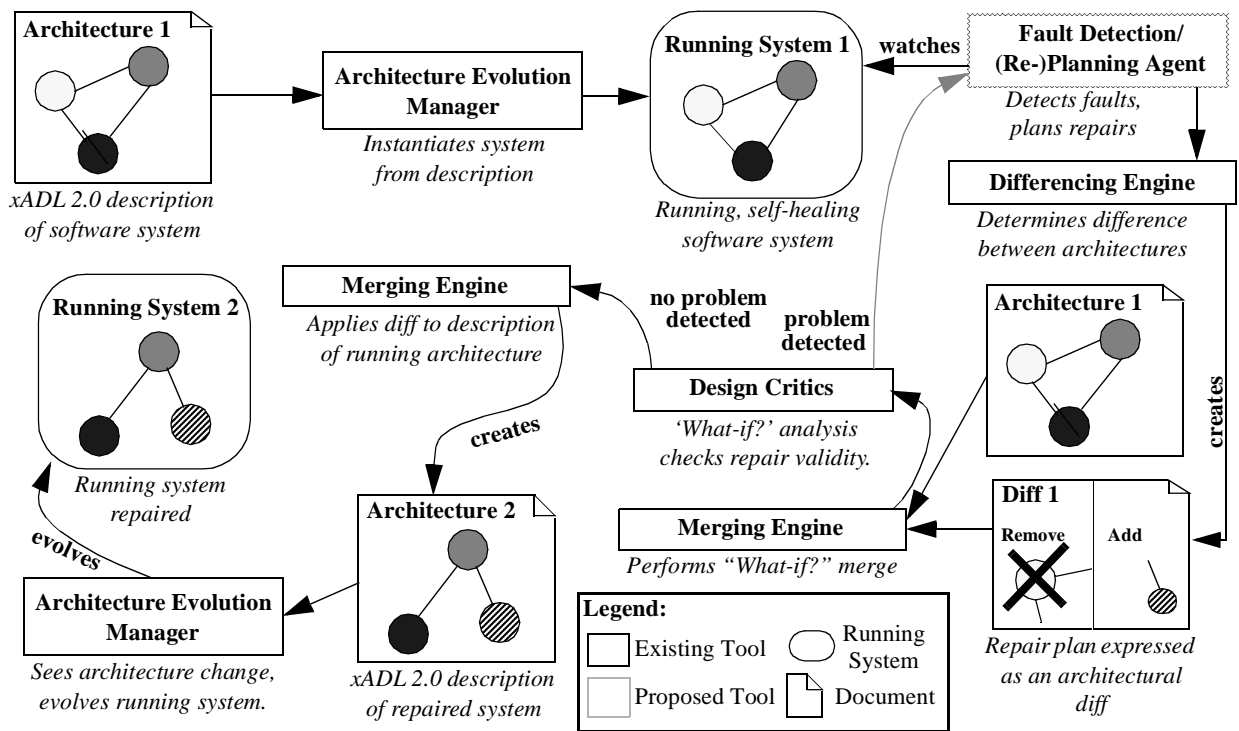 Architecture 1
xADL 2.0 description
of software system
Architecture Evolution
Manager
Instantiates system
from description
Running System 1
Running, self-healing
software system
watches
Fault Detection/
(Re-)Planning Agent
Detects faults,
plans repairs
Differencing Engine
Determines difference
between architectures
creates
Architecture 1
Diff 1
Remove
Add
Repair plan expressed
as an architectural
diff
Merging Engine
Performs “What-if?” merge
Design Critics
‘What-if?’ analysis
checks repair validity.
problem
detected
no problem
detected
Merging Engine
Applies diff to description
of running architecture
creates
Architecture 2
xADL 2.0 description
of repaired system
Architecture Evolution
Manager
Sees architecture change,
evolves running system.
evolves
Running System 2
Running system
repaired
Legend:
Existing Tool
Running
System
Proposed Tool
Document